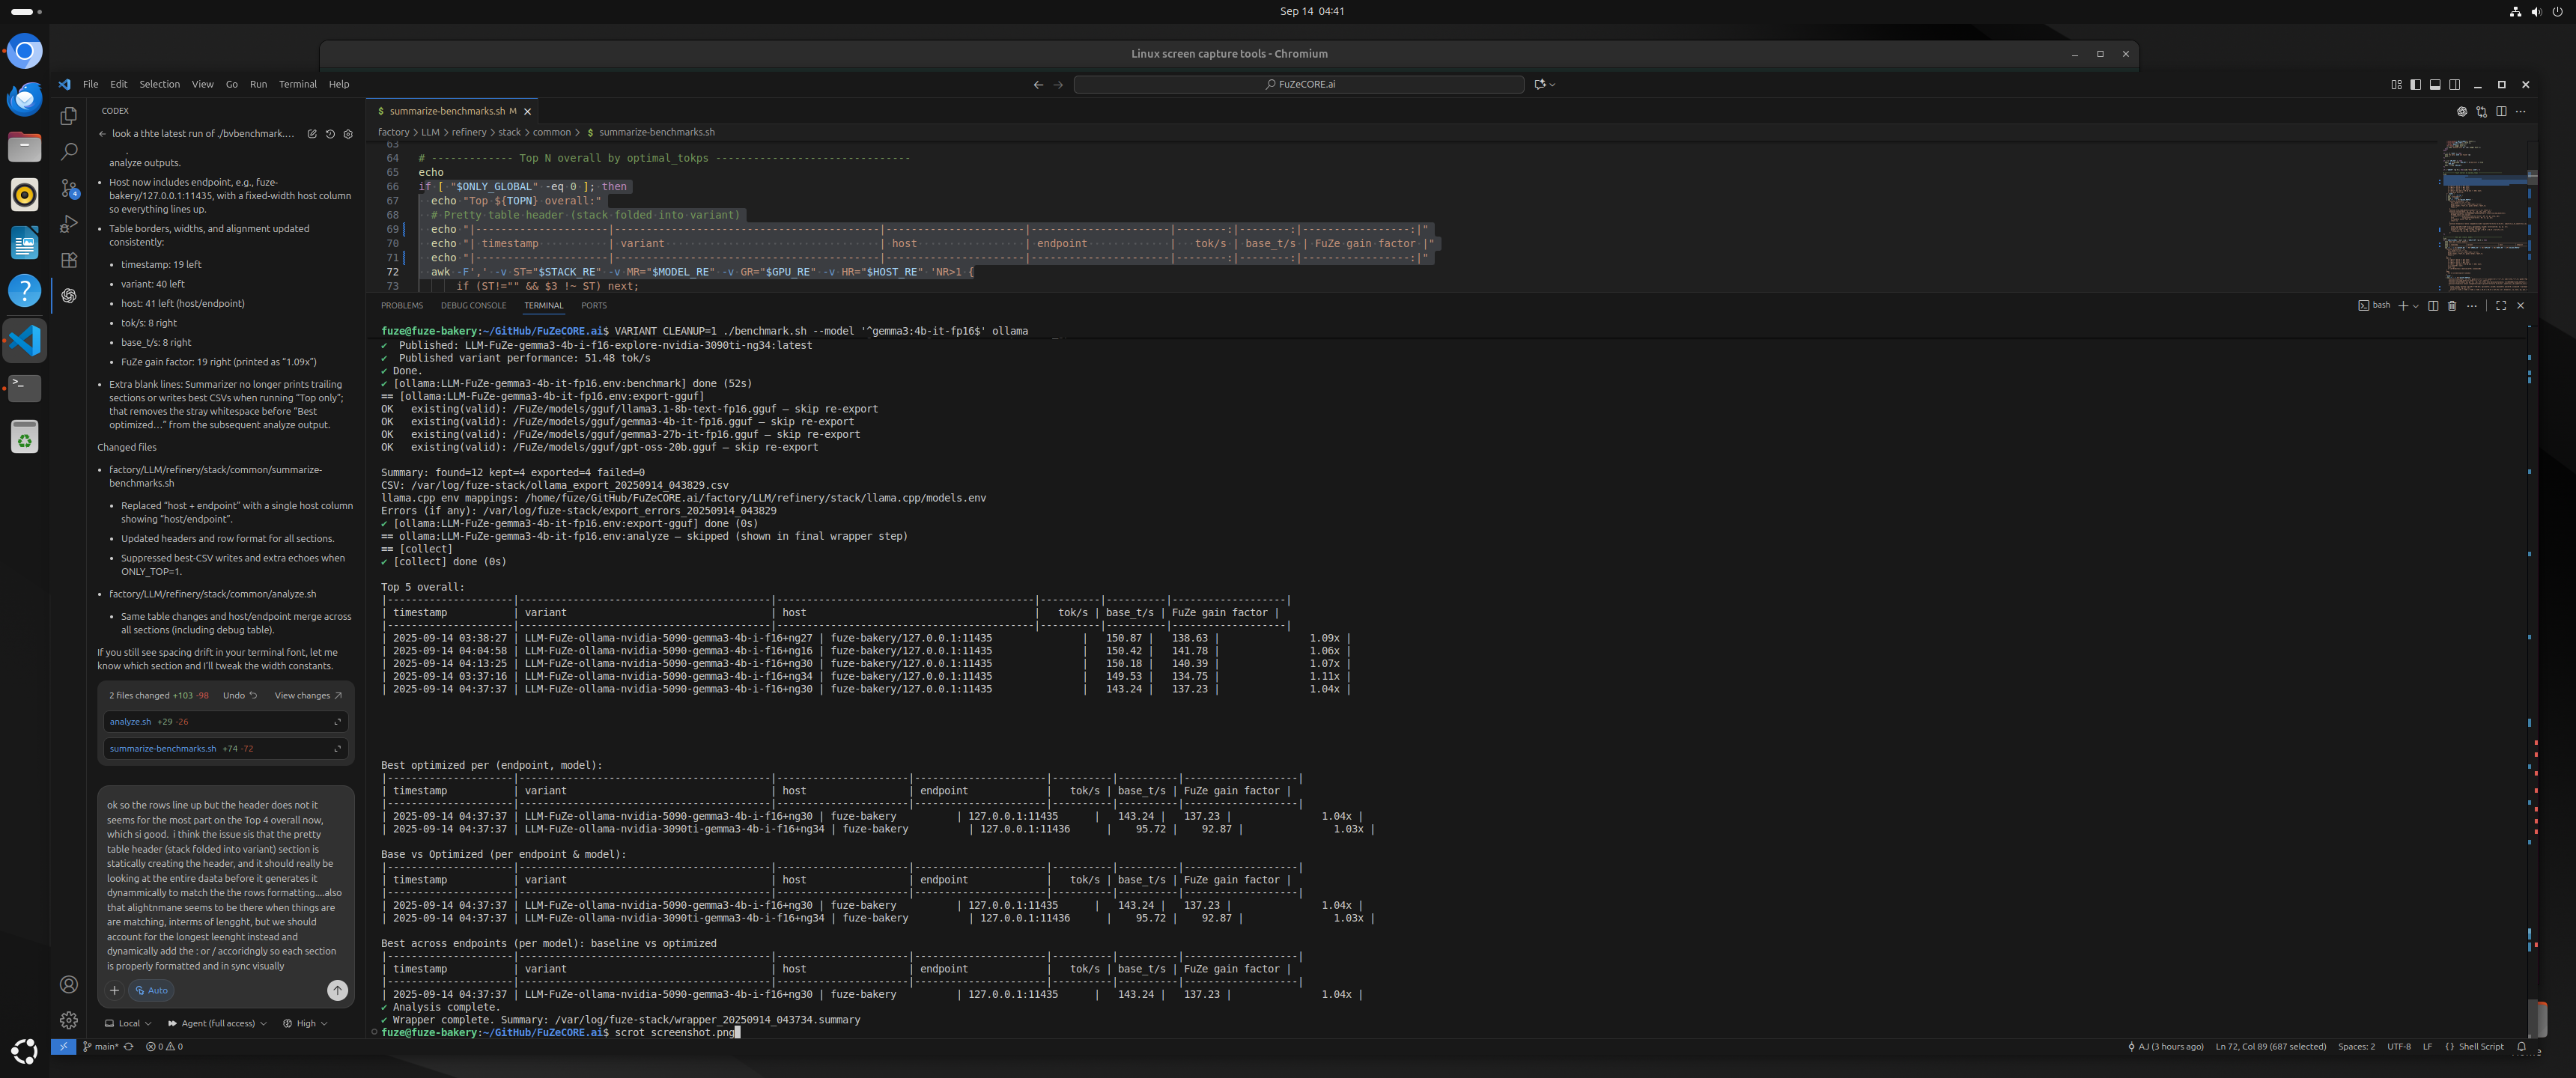 Sep 14 04:41
Linux screen capture tools - Chromium
File Edit Selection View Go Run Terminal Help
FuZeCORE.ai
CODEX
look a thte latest run of ./bvbenchmark....
analyze outputs.
• Host now includes endpoint, e.g., fuze-
bakery/127.0.0.1:11435, with a fixed-width host column
so everything lines up.
• Table borders, widths, and alignment updated
consistently:
• timestamp: 19 left
• variant: 40 left
• host: 41 left (host/endpoint)
• tok/s: 8 right
• base_t/s: 8 right
• FuZe gain factor: 19 right (printed as “1.09x”)
• Extra blank lines: Summarizer no longer prints trailing
sections or writes best CSVs when running “Top only”;
that removes the stray whitespace before “Best
optimized…” from the subsequent analyze output.
Changed files
• factory/LLM/refinery/stack/common/summarize-
benchmarks.sh
• Replaced “host + endpoint” with a single host column
showing “host/endpoint”.
• Updated headers and row format for all sections.
• Suppressed best-CSV writes and extra echoes when
ONLY_TOP=1.
• factory/LLM/refinery/stack/common/analyze.sh
• Same table changes and host/endpoint merge across
all sections (including debug table).
If you still see spacing drift in your terminal font, let me
know which section and I’ll tweak the width constants.
2 files changed +103 -98 Undo View changes
analyze.sh +29 -26
summarize-benchmarks.sh +74 -72
ok so the rows line up but the header does not it
seems for the most part on the Top 4 overall now,
which si good. i think the issue sis that the pretty
table header (stack folded into variant) section is
statically creating the header, and it should really be
looking at the entire daata before it generates it
dynammically to match the the rows formatting....also
that alightnmane seems to be there when things are
are matching, interms of lengght, but we should
account for the longest leenght instead and
dynamically add the : or / accoridngly so each section
is properly formatted and in sync visually
Auto
Local Agent (full access) High
$ summarize-benchmarks.sh M
factory > LLM > refinery > stack > common > $ summarize-benchmarks.sh
63
64 # ------------- Top N overall by optimal_tokps -------------------------------
65 echo
66 if [ "$ONLY_GLOBAL" -eq 0 ]; then
67 echo "Top ${TOPN} overall:"
68 # Pretty table header (stack folded into variant)
69 echo "|---------------------|------------------------------------------|----------------------|----------------------|---------:|--------:|-----------------:|"
70 echo "| timestamp | variant | host | endpoint | tok/s | base_t/s | FuZe gain factor |"
71 echo "|---------------------|------------------------------------------|----------------------|----------------------|---------:|--------:|-----------------:|"
72 awk -F',' -v ST="$STACK_RE" -v MR="$MODEL_RE" -v GR="$GPU_RE" -v HR="$HOST_RE" 'NR>1 {
73 if (ST!="" && $3 !~ ST) next;
PROBLEMS DEBUG CONSOLE TERMINAL PORTS
bash
fuze@fuze-bakery:~/GitHub/FuZeCORE.ai$ VARIANT CLEANUP=1 ./benchmark.sh --model '^gemma3:4b-it-fp16$' ollama
✔ Published: LLM-FuZe-gemma3-4b-i-f16-explore-nvidia-3090ti-ng34:latest
✔ Published variant performance: 51.48 tok/s
✔ Done.
✔ [ollama:LLM-FuZe-gemma3-4b-it-fp16.env:benchmark] done (52s)
== [ollama:LLM-FuZe-gemma3-4b-it-fp16.env:export-gguf]
OK existing(valid): /FuZe/models/gguf/llama3.1-8b-text-fp16.gguf — skip re-export
OK existing(valid): /FuZe/models/gguf/gemma3-4b-it-fp16.gguf — skip re-export
OK existing(valid): /FuZe/models/gguf/gemma3-27b-it-fp16.gguf — skip re-export
OK existing(valid): /FuZe/models/gguf/gpt-oss-20b.gguf — skip re-export
Summary: found=12 kept=4 exported=4 failed=0
CSV: /var/log/fuze-stack/ollama_export_20250914_043829.csv
llama.cpp env mappings: /home/fuze/GitHub/FuZeCORE.ai/factory/LLM/refinery/stack/llama.cpp/models.env
Errors (if any): /var/log/fuze-stack/export_errors_20250914_043829
✔ [ollama:LLM-FuZe-gemma3-4b-it-fp16.env:export-gguf] done (0s)
== ollama:LLM-FuZe-gemma3-4b-it-fp16.env:analyze — skipped (shown in final wrapper step)
== [collect]
✔ [collect] done (0s)
Top 5 overall:
| timestamp | variant | host | tok/s | base_t/s | FuZe gain factor |
| 2025-09-14 03:38:27 | LLM-FuZe-ollama-nvidia-5090-gemma3-4b-i-f16+ng27 | fuze-bakery/127.0.0.1:11435 | 150.87 | 138.63 | 1.09x |
| 2025-09-14 04:04:58 | LLM-FuZe-ollama-nvidia-5090-gemma3-4b-i-f16+ng16 | fuze-bakery/127.0.0.1:11435 | 150.42 | 141.78 | 1.06x |
| 2025-09-14 04:13:25 | LLM-FuZe-ollama-nvidia-5090-gemma3-4b-i-f16+ng30 | fuze-bakery/127.0.0.1:11435 | 150.18 | 140.39 | 1.07x |
| 2025-09-14 03:37:16 | LLM-FuZe-ollama-nvidia-5090-gemma3-4b-i-f16+ng34 | fuze-bakery/127.0.0.1:11435 | 149.53 | 134.75 | 1.11x |
| 2025-09-14 04:37:37 | LLM-FuZe-ollama-nvidia-5090-gemma3-4b-i-f16+ng30 | fuze-bakery/127.0.0.1:11435 | 143.24 | 137.23 | 1.04x |
Best optimized per (endpoint, model):
| timestamp | variant | host | endpoint | tok/s | base_t/s | FuZe gain factor |
| 2025-09-14 04:37:37 | LLM-FuZe-ollama-nvidia-5090-gemma3-4b-i-f16+ng30 | fuze-bakery | 127.0.0.1:11435 | 143.24 | 137.23 | 1.04x |
| 2025-09-14 04:37:37 | LLM-FuZe-ollama-nvidia-3090ti-gemma3-4b-i-f16+ng34 | fuze-bakery | 127.0.0.1:11436 | 95.72 | 92.87 | 1.03x |
Base vs Optimized (per endpoint & model):
| timestamp | variant | host | endpoint | tok/s | base_t/s | FuZe gain factor |
| 2025-09-14 04:37:37 | LLM-FuZe-ollama-nvidia-5090-gemma3-4b-i-f16+ng30 | fuze-bakery | 127.0.0.1:11435 | 143.24 | 137.23 | 1.04x |
| 2025-09-14 04:37:37 | LLM-FuZe-ollama-nvidia-3090ti-gemma3-4b-i-f16+ng34 | fuze-bakery | 127.0.0.1:11436 | 95.72 | 92.87 | 1.03x |
Best across endpoints (per model): baseline vs optimized
| timestamp | variant | host | endpoint | tok/s | base_t/s | FuZe gain factor |
| 2025-09-14 04:37:37 | LLM-FuZe-ollama-nvidia-5090-gemma3-4b-i-f16+ng30 | fuze-bakery | 127.0.0.1:11435 | 143.24 | 137.23 | 1.04x |
✔ Analysis complete.
✔ Wrapper complete. Summary: /var/log/fuze-stack/wrapper_20250914_043734.summary
fuze@fuze-bakery:~/GitHub/FuZeCORE.ai$ scrot screenshot.png
main* 0 0
AJ (3 hours ago) Ln 72, Col 89 (687 selected) Spaces: 2 UTF-8 LF {} Shell Script